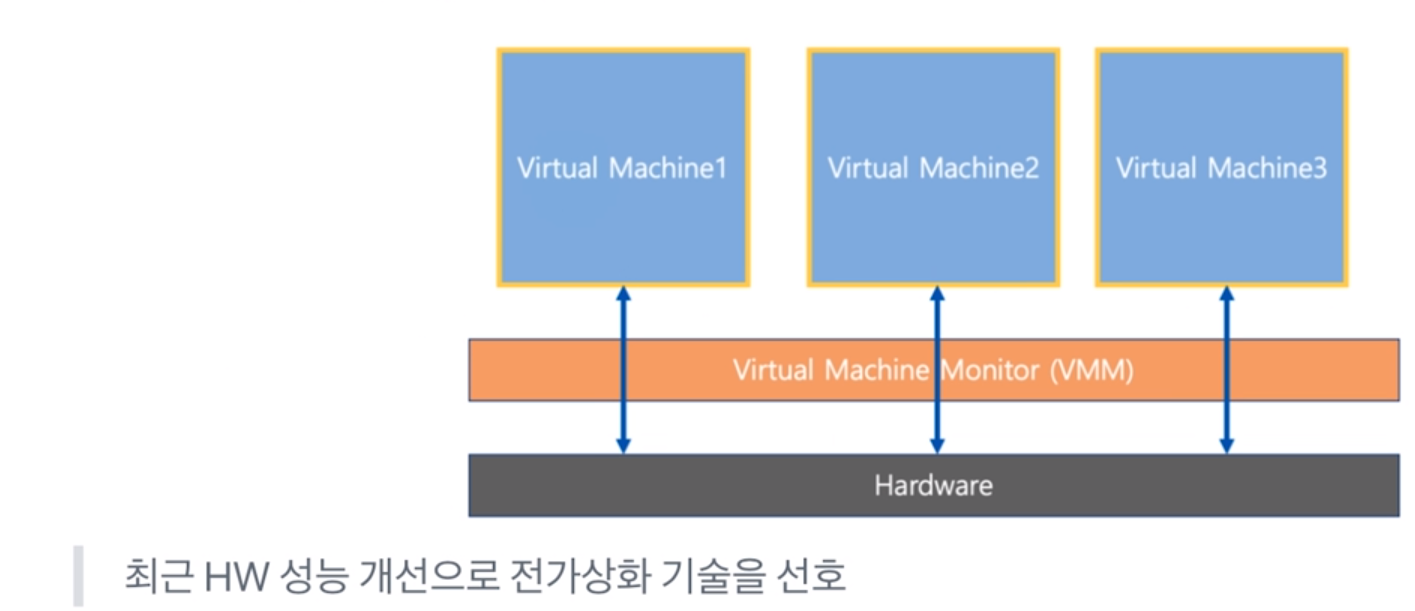 Virtual Machine1
Virtual Machine2
Virtual Machine3
Virtual Machine Monitor (VMM)
Hardware
최근 HW 성능 개선으로 전가상화 기술을 선호